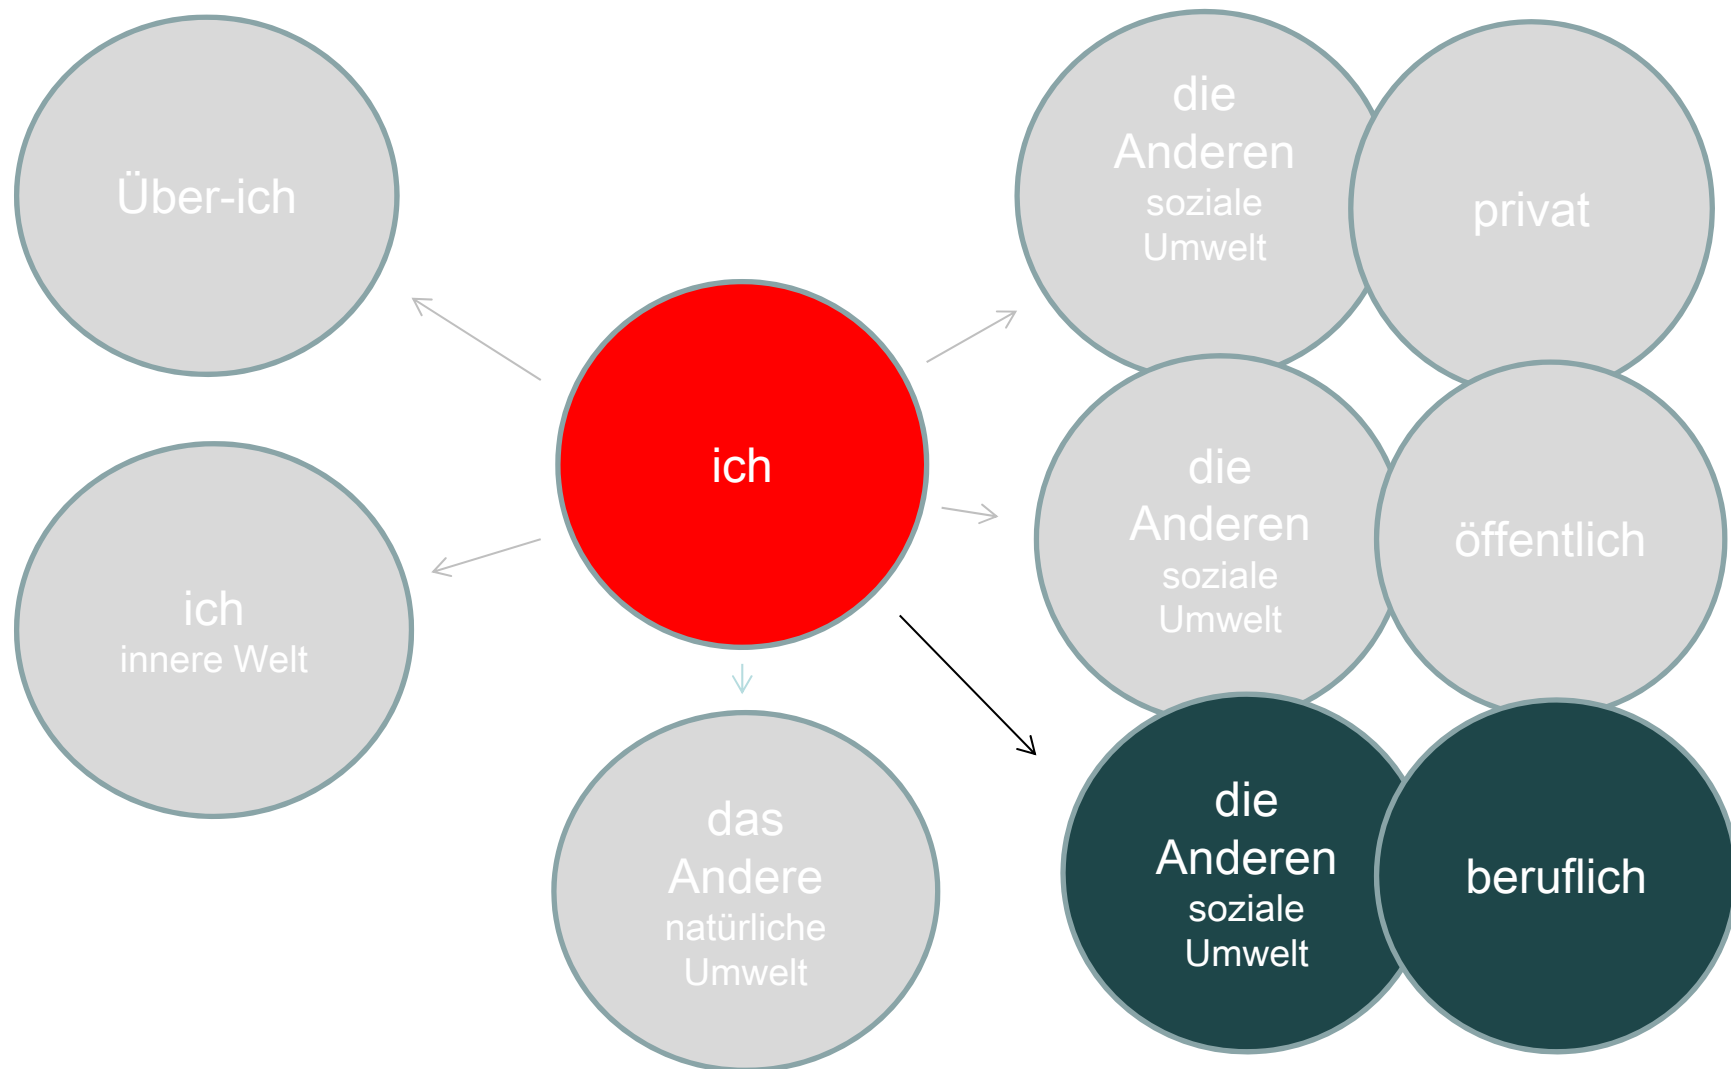 Über-ich
ich
innere Welt
ich
das
Andere
natürliche
Umwelt
die
Anderen
soziale
Umwelt
privat
die
Anderen
soziale
Umwelt
öffentlich
die
Anderen
soziale
Umwelt
beruflich